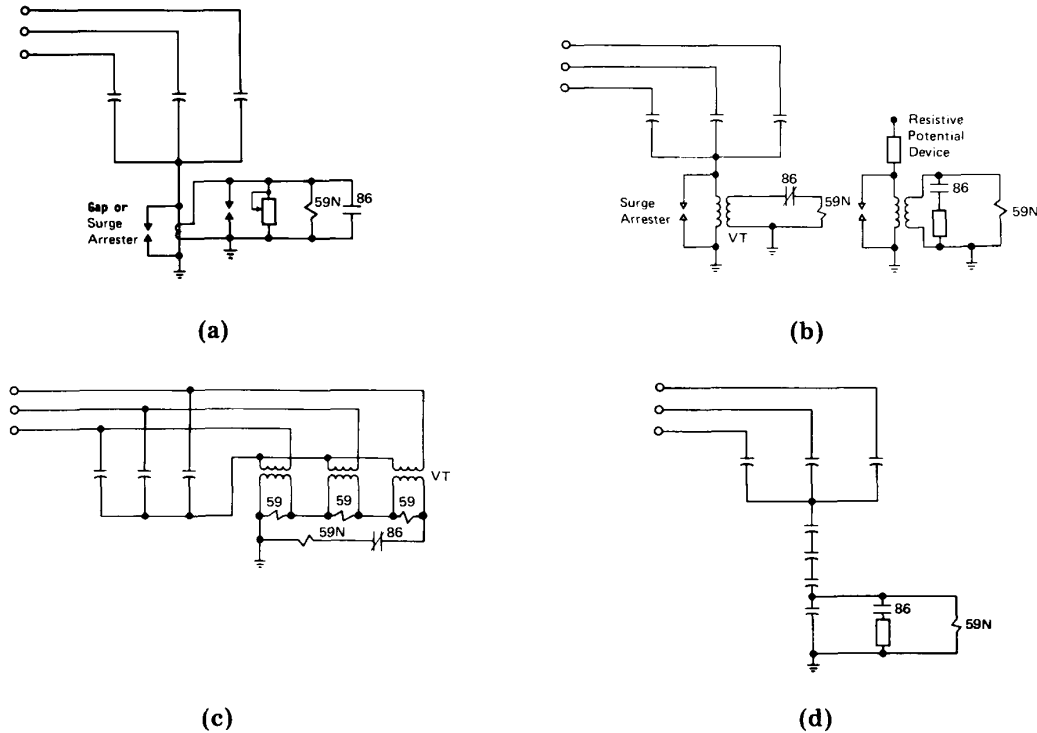 Gap or
Surge
Arrester
59N
86
(a)
Surge
Arrester
86
59N
VT
Resistive
Potential
Device
86
59N
(b)
VT
59
59
59
59N
86
(c)
86
59N
(d)